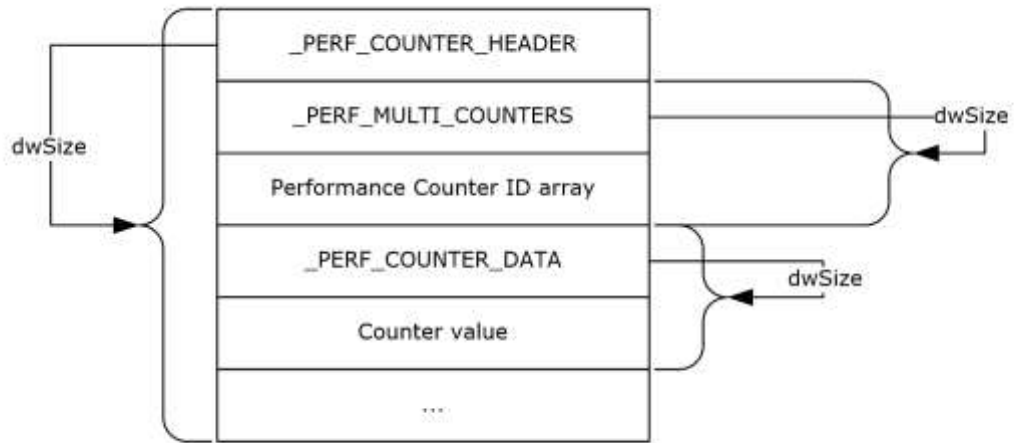 _PERF_COUNTER_HEADER
_PERF_MULTI_COUNTERS
dwSize
dwSize
Performance Counter ID array
_PERF_COUNTER_DATA
dwSize
Counter value
...